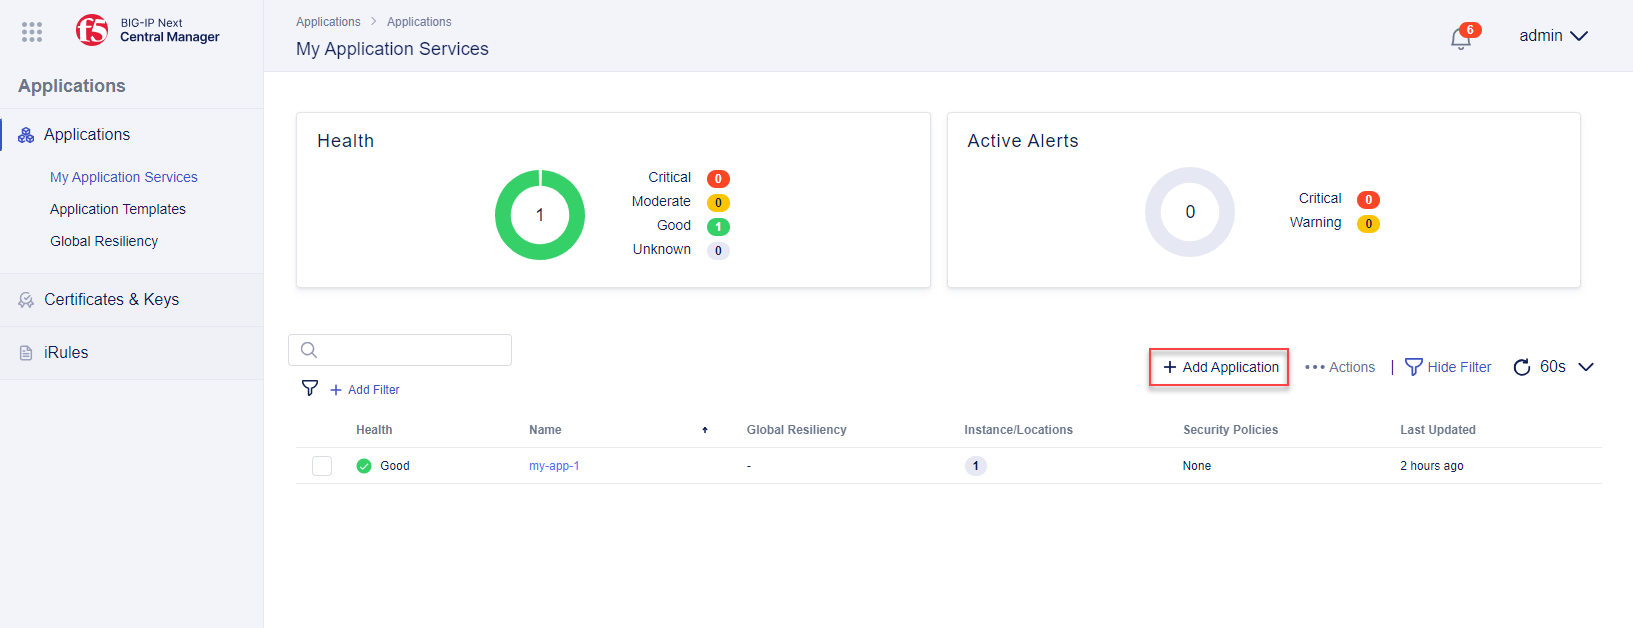 f5
BIG-IP Next
Central Manager
Applications
Applications
My Application Services
Application Templates
Global Resiliency
Certificates & Keys
iRules
Applications > Applications
My Application Services
6
admin
Health
1
Critical 0
Moderate 0
Good 1
Unknown 0
Active Alerts
0
Critical 0
Warning 0
+ Add Application
••• Actions | Hide Filter 60s
+ Add Filter
Health Name Global Resiliency Instance/Locations Security Policies Last Updated
Good my-app-1 - 1 None 2 hours ago